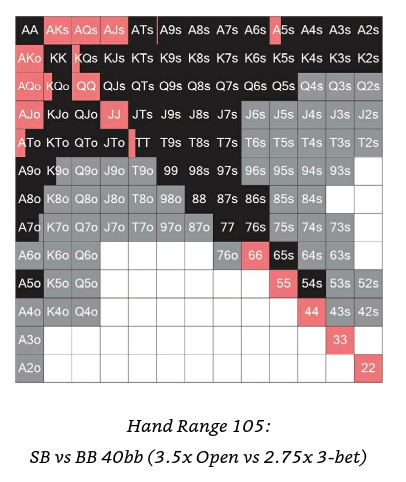 AA AKs AQs AJs ATs A9s A8s A7s A6s A5s A4s A3s A2s
AKo KK KQs KJs KTs K9s K8s K7s K6s K5s K4s K3s K2s
AQo KQo QQ QJs QTs Q9s Q8s Q7s Q6s Q5s Q4s Q3s Q2s
AJo KJo QJo JJ JTs J9s J8s J7s J6s J5s J4s J3s J2s
ATo KTo QTo JTo TT T9s T8s T7s T6s T5s T4s T3s T2s
A9o K9o Q9o J9o T9o 99 98s 97s 96s 95s 94s 93s
A8o K8o Q8o J8o T8o 98o 88 87s 86s 85s 84s
A7o K7o Q7o J7o T7o 97o 87o 77 76s 75s 74s 73s
A6o K6o Q6o 76o 66 65s 64s 63s
A5o K5o Q5o 55 54s 53s 52s
A4o K4o Q4o 44 43s 42s
A3o 33
A2o 22
Hand Range 105:
SB vs BB 40bb (3.5x Open vs 2.75x 3-bet)